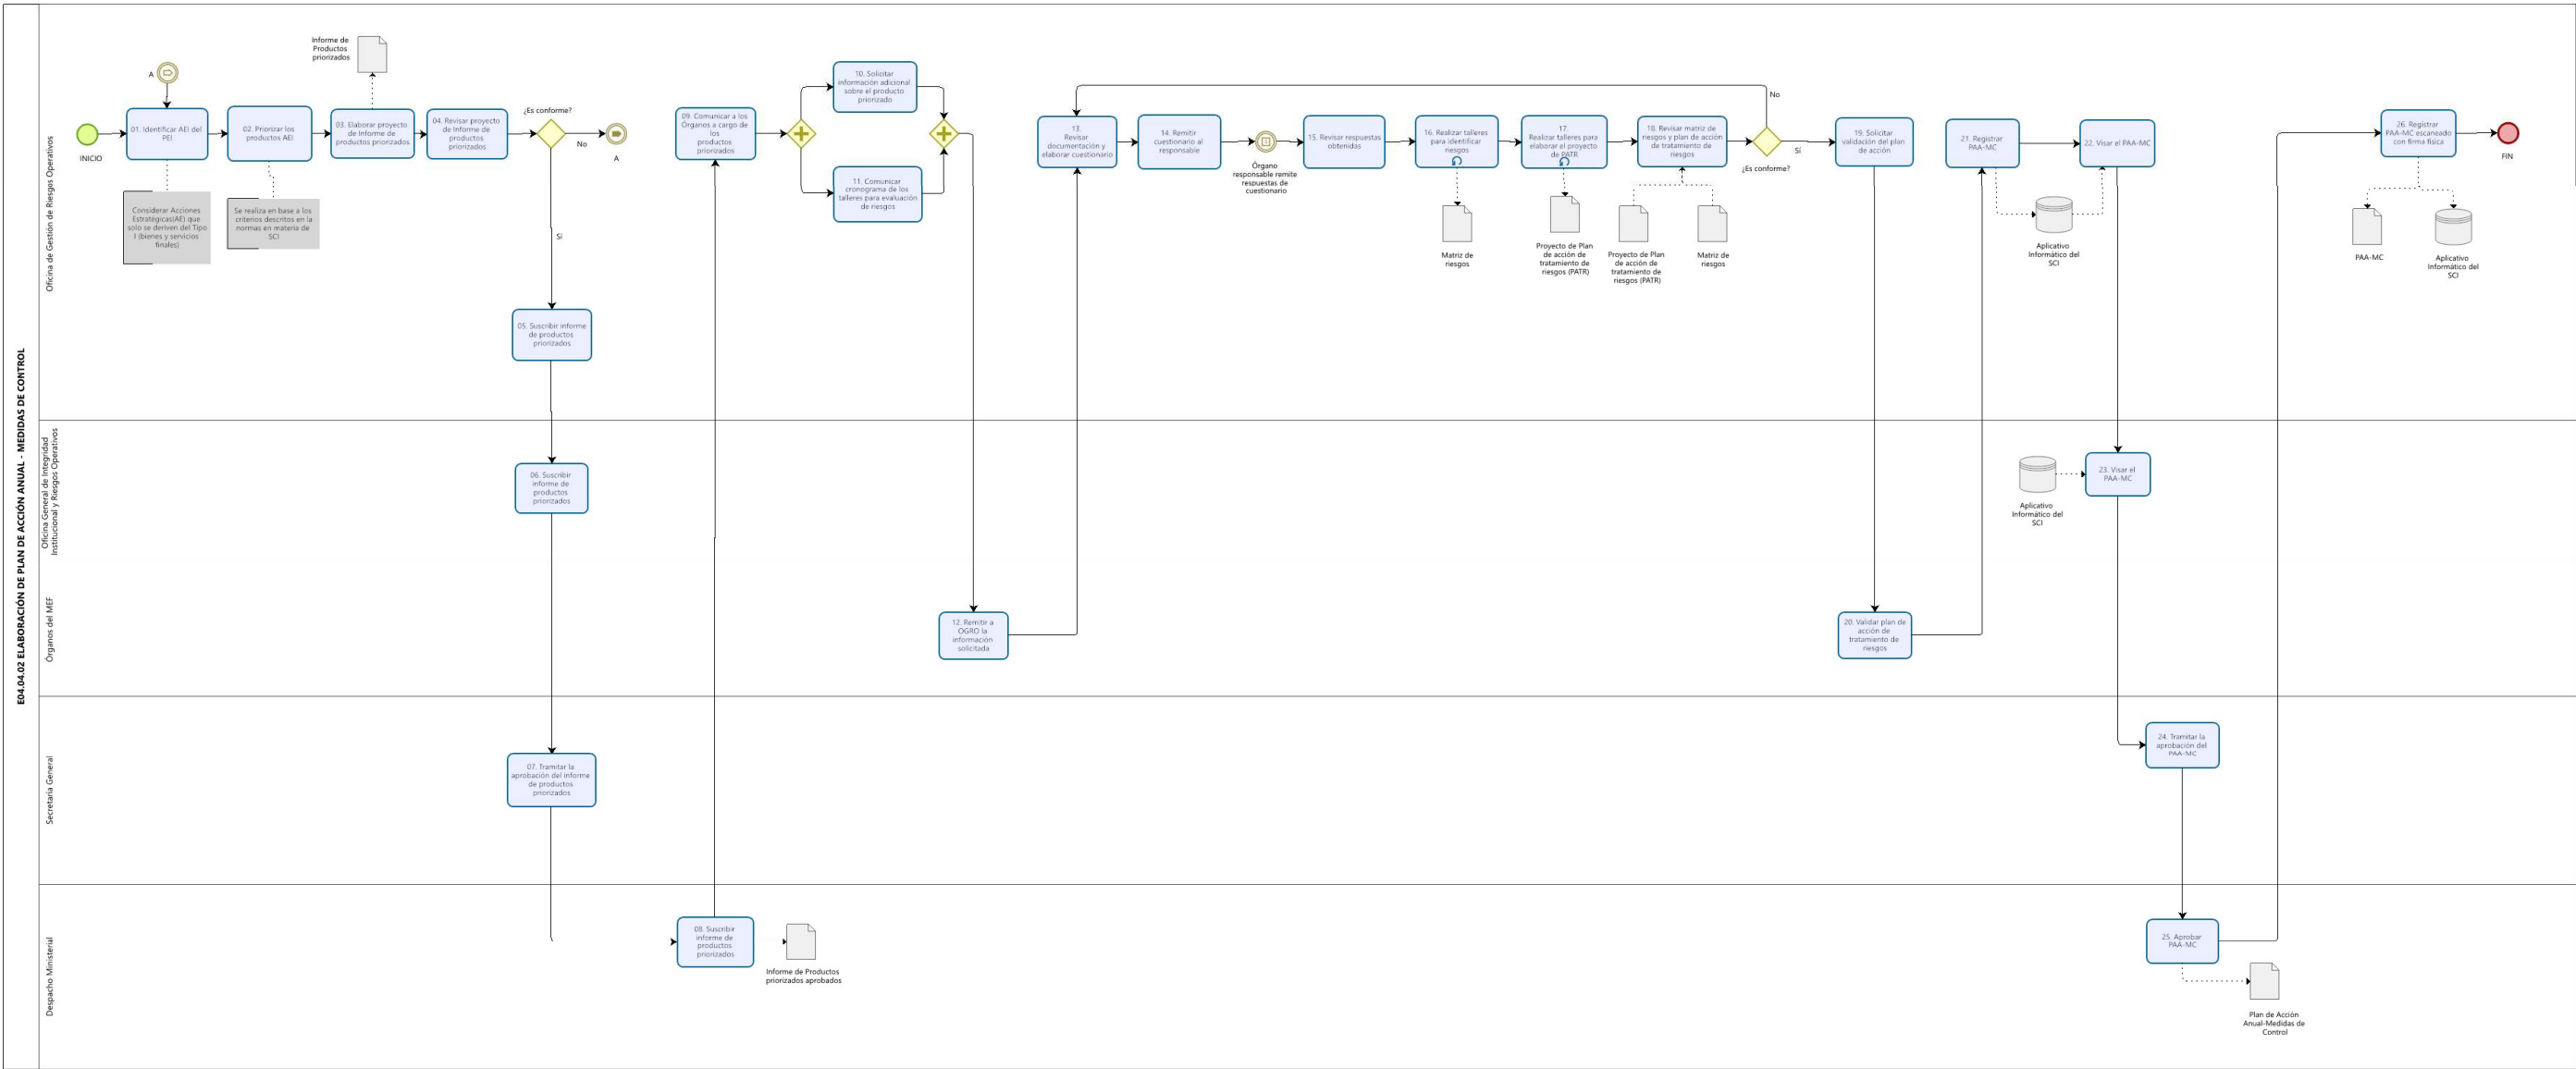 E04.04.02 ELABORACIÓN DE PLAN DE ACCIÓN ANUAL - MEDIDAS DE CONTROL
Oficina de Gestión de Riesgos Operativos
INICIO
A
01. Identificar AEI del
PEI
Considerar Acciones
Estratégicas(AE) que
solo se deriven del Tipo
I (bienes y servicios
finales)
02. Priorizar los
productos AEI
Se realiza en base a los
criterios descritos en la
normas en materia de
SCI
Informe de
Productos
priorizados
03. Elaborar proyecto
de Informe de
productos priorizados
04. Revisar proyecto
de Informe de
productos
priorizados
¿Es conforme?
No
A
Sí
05. Suscribir informe
de productos
priorizados
09. Comunicar a los
Órganos a cargo de
los
productos
priorizados
10. Solicitar
información adicional
sobre el producto
priorizado
11. Comunicar
cronograma de los
talleres para evaluación
de riesgos
13.
Revisar
documentación y
elaborar cuestionario
14. Remitir
cuestionario al
responsable
Órgano
responsable remite
respuestas de
cuestionario
15. Revisar respuestas
obtenidas
16. Realizar talleres
para identificar
riesgos
Matriz de
riesgos
17.
Realizar talleres para
elaborar el proyecto
de PATR
Proyecto de Plan
de acción de
tratamiento de
riesgos (PATR)
18. Revisar matriz de
riesgos y plan de acción
de tratamiento de
riesgos
Proyecto de Plan
de acción de
tratamiento de
riesgos (PATR)
Matriz de
riesgos
No
¿Es conforme?
Sí
19. Solicitar
validación del plan
de acción
21. Registrar
PAA-MC
Aplicativo
Informático del
SCI
22. Visar el PAA-MC
26. Registrar
PAA-MC escaneado
con firma física
FIN
PAA-MC
Aplicativo
Informático del
SCI
Oficina General de Integridad
Institucional y Riesgos Operativos
06. Suscribir
informe de
productos
priorizados
Aplicativo
Informático del
SCI
23. Visar el
PAA-MC
Órganos del MEF
12. Remitir a
OGRO la
información
solicitada
20. Validar plan de
acción de
tratamiento de
riesgos
Secretaría General
07. Tramitar la
aprobación del informe
de productos
priorizados
24. Tramitar la
aprobación del
PAA-MC
Despacho Ministerial
08. Suscribir
informe de
productos
priorizados
Informe de Productos
priorizados aprobados
25. Aprobar
PAA-MC
Plan de Acción
Anual-Medidas de
Control